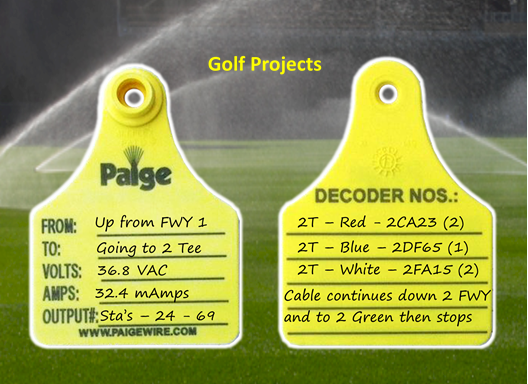 Golf Projects
Paige
FROM: Up from FWY 1
TO: Going to 2 Tee
VOLTS: 36.8 VAC
AMPS: 32.4 mAmps
OUTPUT#: Sta's – 24 - 69
WWW.PAIGEWIRE.COM
DECODER NOS.:
2T – Red - 2CA23 (2)
2T – Blue - 2DF65 (1)
2T – White - 2FA15 (2)
Cable continues down 2 FWY
and to 2 Green then stops